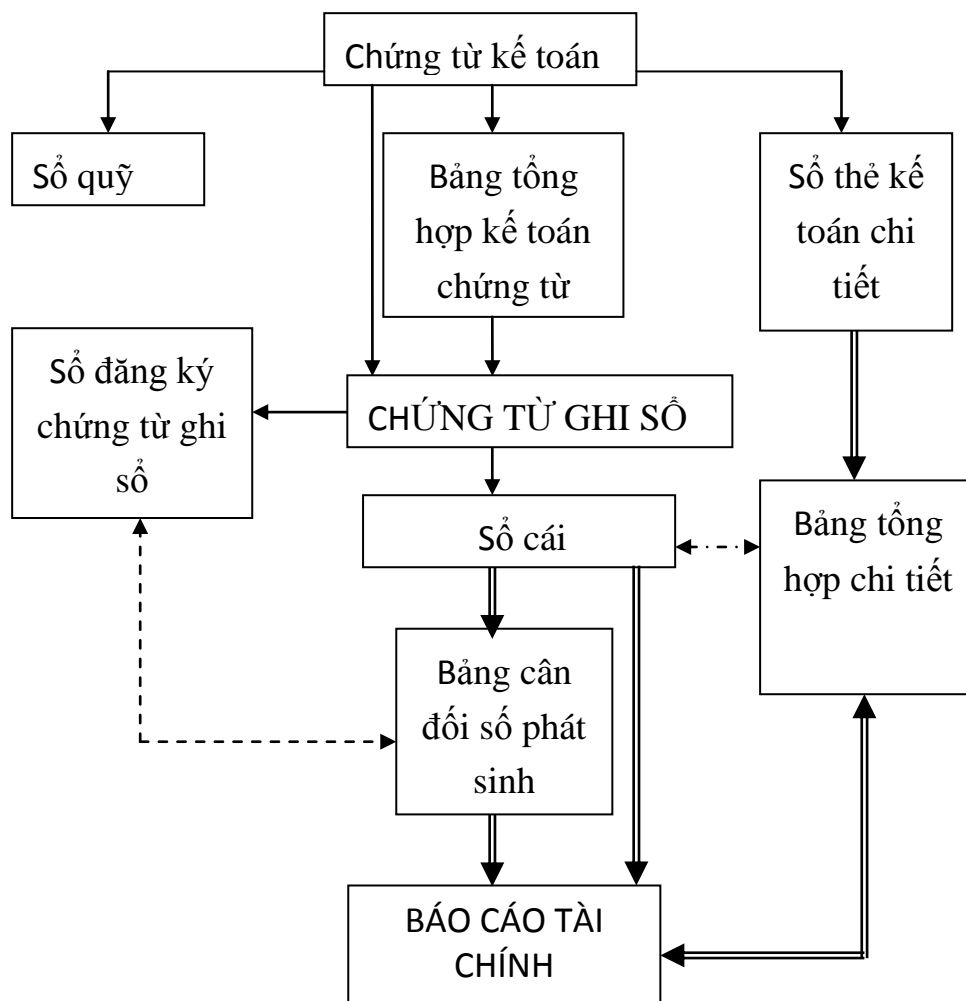 Chứng từ kế toán
Sổ quỹ
Bảng tổng
hợp kế toán
chứng từ
Sổ thẻ kế
toán chi
tiết
Sổ đăng ký
chứng từ ghi
sổ
CHỨNG TỪ GHI SỔ
Sổ cái
Bảng tổng
hợp chi tiết
Bảng cân
đối số phát
sinh
BÁO CÁO TÀI
CHÍNH